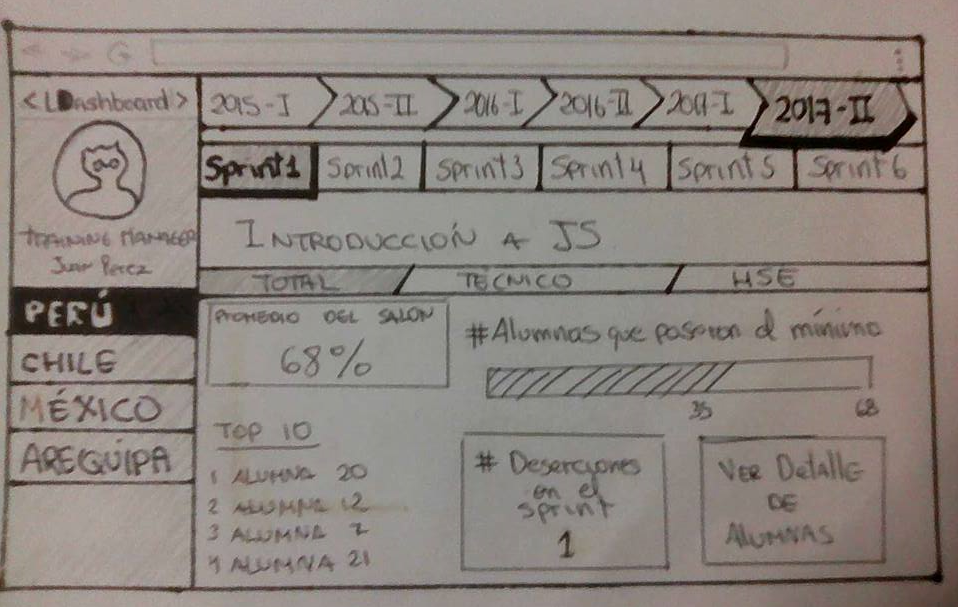 G
<LDashboard>
TRAINING MANAGER
Juan Perez
PERÚ
CHILE
MÉXICO
AREQUIPA
2015-I
2015-II
2016-I
2016-II
2017-I
2017-II
Sprint1
Sprint2
Sprint3
Sprint4
Sprint5
Sprint6
INTRODUCCIÓN A JS
TOTAL
TÉCNICO
HSE
PROMEDIO DEL SALON
68%
#Alumnas que pasaron el mínimo
35
68
TOP 10
1 ALUMNA 20
2 ALUMNA 12
3 ALUMNA 7
4 ALUMNA 21
# Deserciones
en el
sprint
1
VER Detalle
DE
ALUMNAS